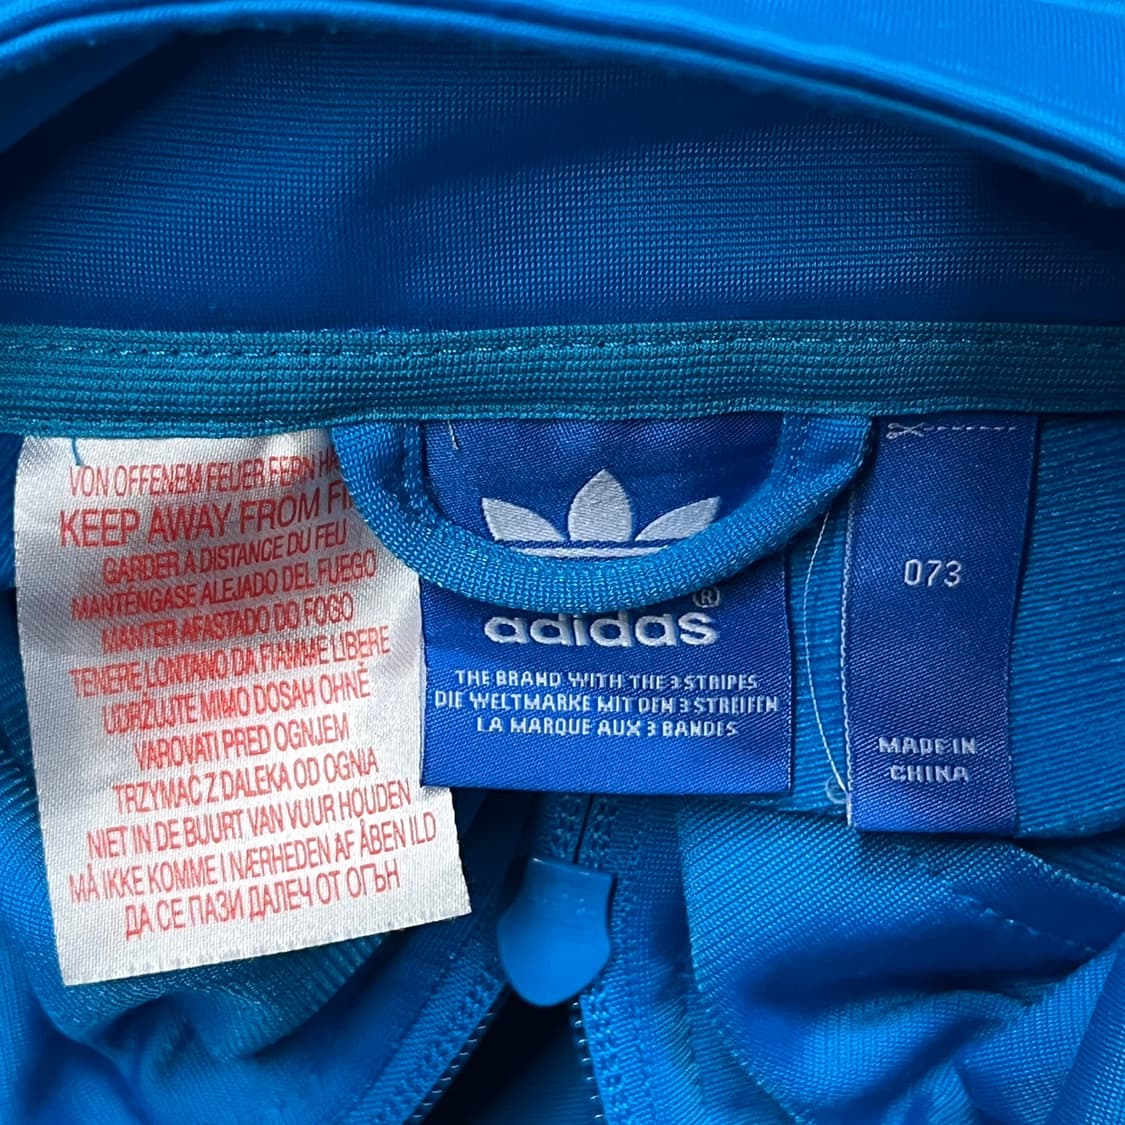 VON OFFENEM FEUER FERN
KEEP AWAY FROM
GARDER A DISTANCE DU FEU
MANTÉNGASE ALEJADO DEL FUEGO
MANTER AFASTADO DO FOGO
TENERE LONTANO DA FIAMME LIBERE
UDRŽUJTE MIMO DOSAH OHNĚ
VAROVATI PRED OGNJEM
TRZYMAĆ Z DALEKA OD OGNIA
NIET IN DE BUURT VAN VUUR HOUDEN
MÅ IKKE KOMME I NÆRHEDEN AF ÅBEN ILD
ДА СЕ ПАЗИ ДАЛЕЧ ОТ ОГЪН
adidas®
THE BRAND WITH THE 3 STRIPES
DIE WELTMARKE MIT DEN 3 STREIFEN
LA MARQUE AUX 3 BANDES
073
MADE IN
CHINA